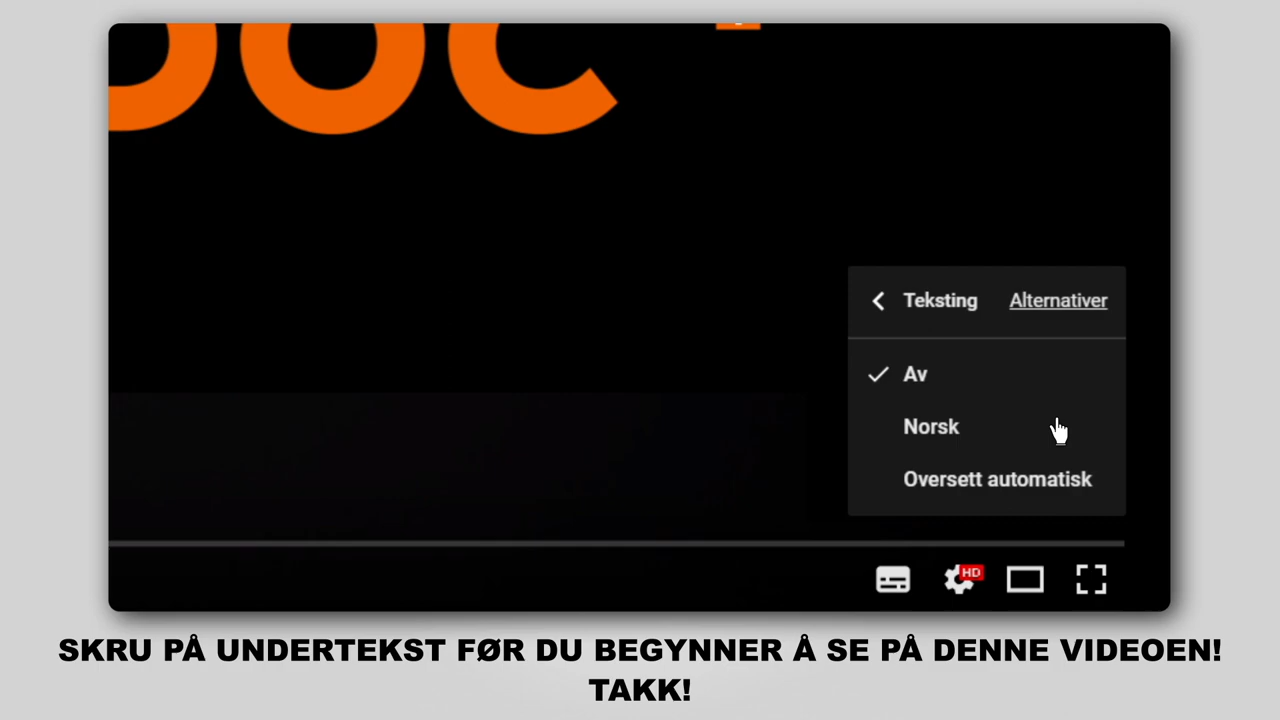 Teksting Alternativer
Av
Norsk
Oversett automatisk
HD
SKRU PÅ UNDERTEKST FØR DU BEGYNNER Å SE PÅ DENNE VIDEOEN!
TAKK!